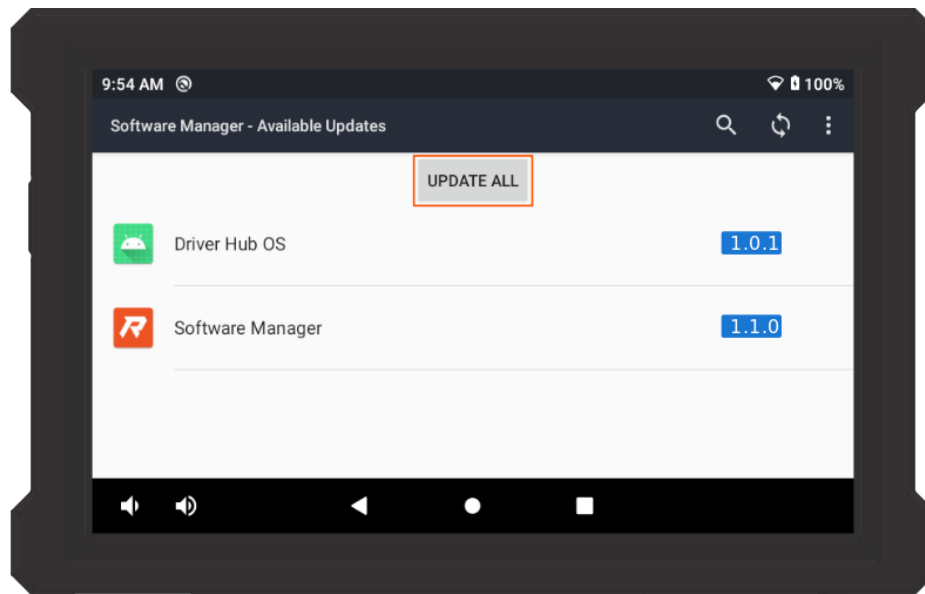 9:54 AM 100%
Software Manager - Available Updates
UPDATE ALL
Driver Hub OS 1.0.1
Software Manager 1.1.0